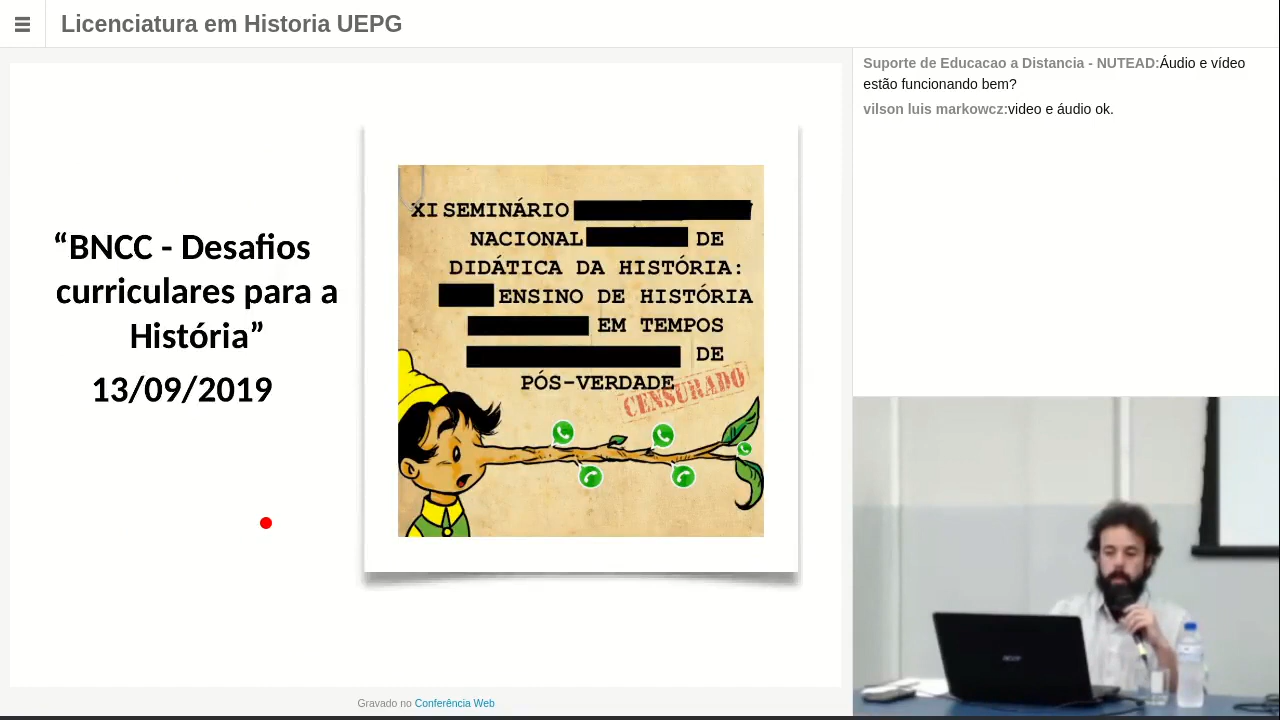 Licenciatura em Historia UEPG
Suporte de Educacao a Distancia - NUTEAD:Áudio e vídeo
estão funcionando bem?
vilson luis markowcz:video e áudio ok.
“BNCC - Desafios
curriculares para a
História”
13/09/2019
XI SEMINÁRIO
NACIONAL DE
DIDÁTICA DA HISTÓRIA:
ENSINO DE HISTÓRIA
EM TEMPOS
DE
PÓS-VERDADE
CENSURADO
acer
Gravado no Conferência Web